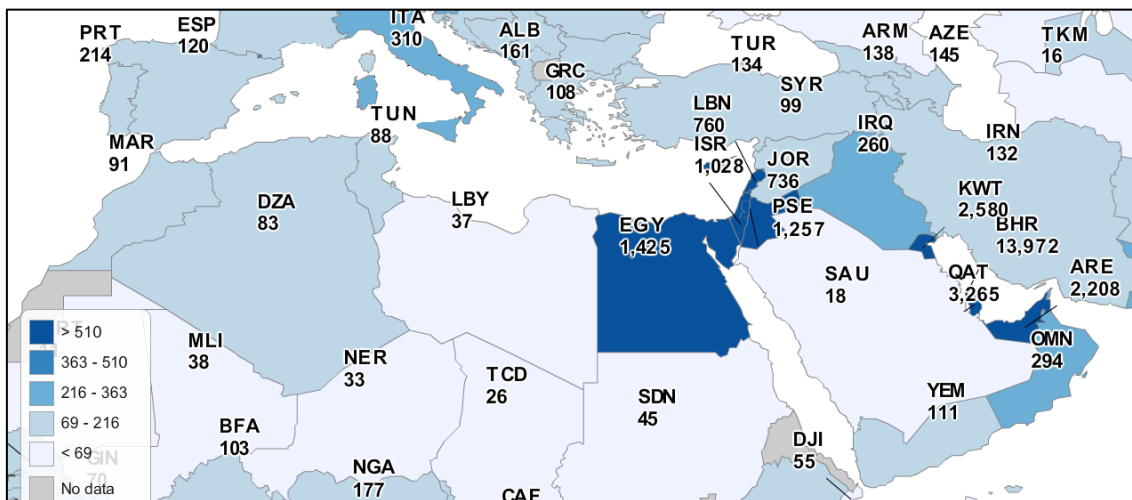 PRT
214
ESP
120
ITA
310
ALB
161
GRC
108
TUR
134
ARM
138
AZE
145
TKM
16
SYR
99
LBN
760
ISR
1,028
IRQ
260
IRN
132
TUN
88
MAR
91
JOR
736
DZA
83
LBY
37
EGY
1,425
PSE
1,257
KWT
2,580
BHR
13,972
SAU
18
QAT
3,265
ARE
2,208
OMN
294
MLI
38
NER
33
TCD
26
SDN
45
YEM
111
BFA
103
DJI
55
NGA
177
CAF
GIN
70
> 510
363 - 510
216 - 363
69 - 216
< 69
No data